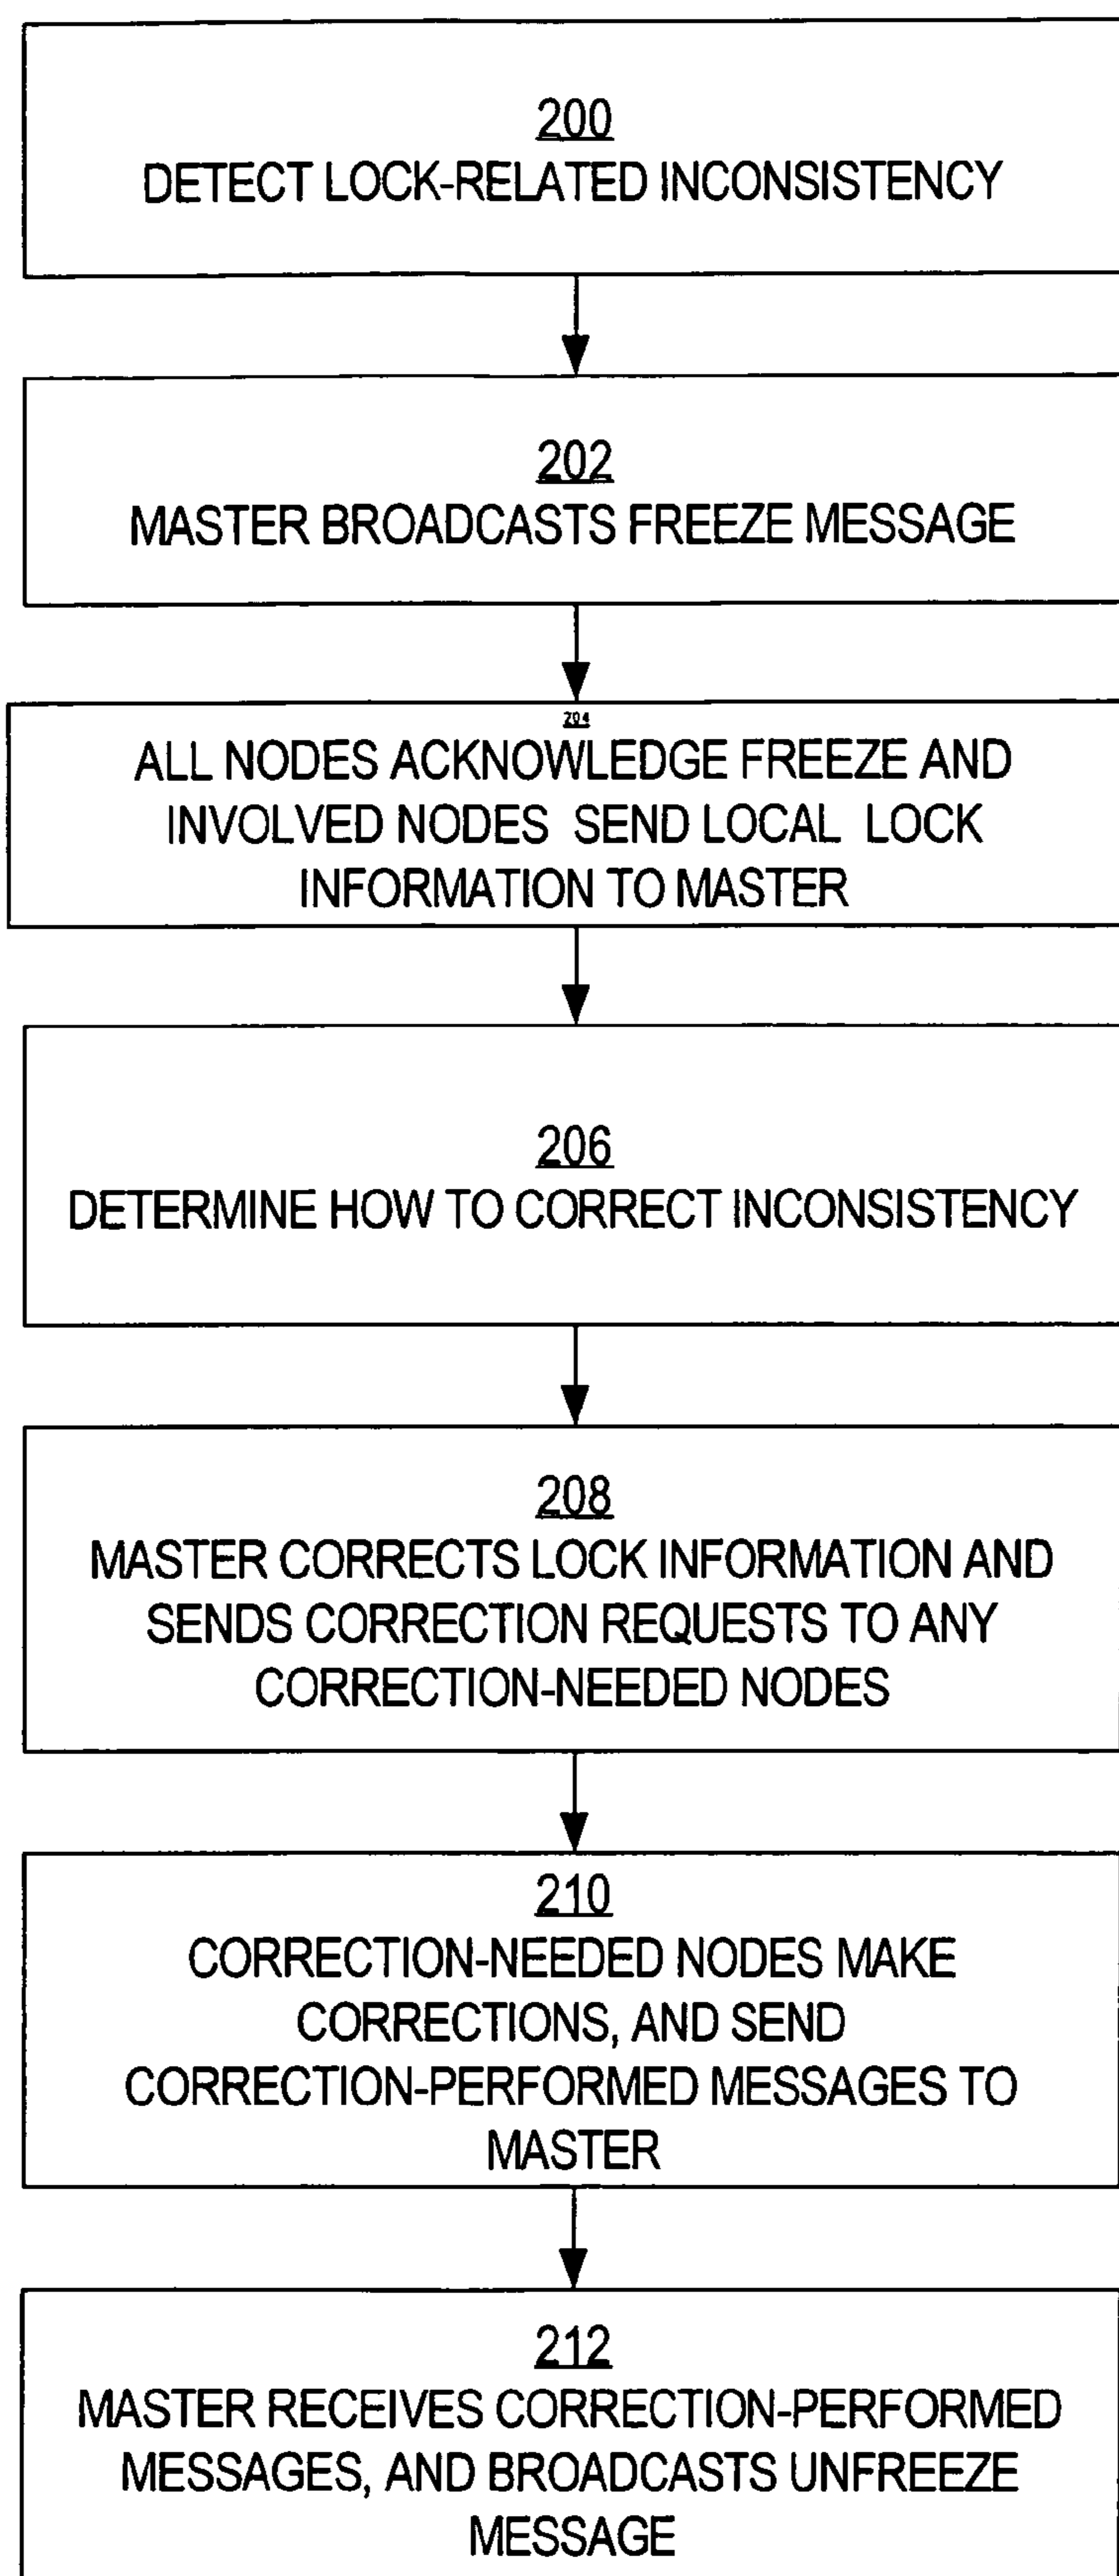 200
DETECT LOCK-RELATED INCONSISTENCY
202
MASTER BROADCASTS FREEZE MESSAGE
204
ALL NODES ACKNOWLEDGE FREEZE AND
INVOLVED NODES SEND LOCAL LOCK
INFORMATION TO MASTER
206
DETERMINE HOW TO CORRECT INCONSISTENCY
208
MASTER CORRECTS LOCK INFORMATION AND
SENDS CORRECTION REQUESTS TO ANY
CORRECTION-NEEDED NODES
210
CORRECTION-NEEDED NODES MAKE
CORRECTIONS, AND SEND
CORRECTION-PERFORMED MESSAGES TO
MASTER
212
MASTER RECEIVES CORRECTION-PERFORMED
MESSAGES, AND BROADCASTS UNFREEZE
MESSAGE